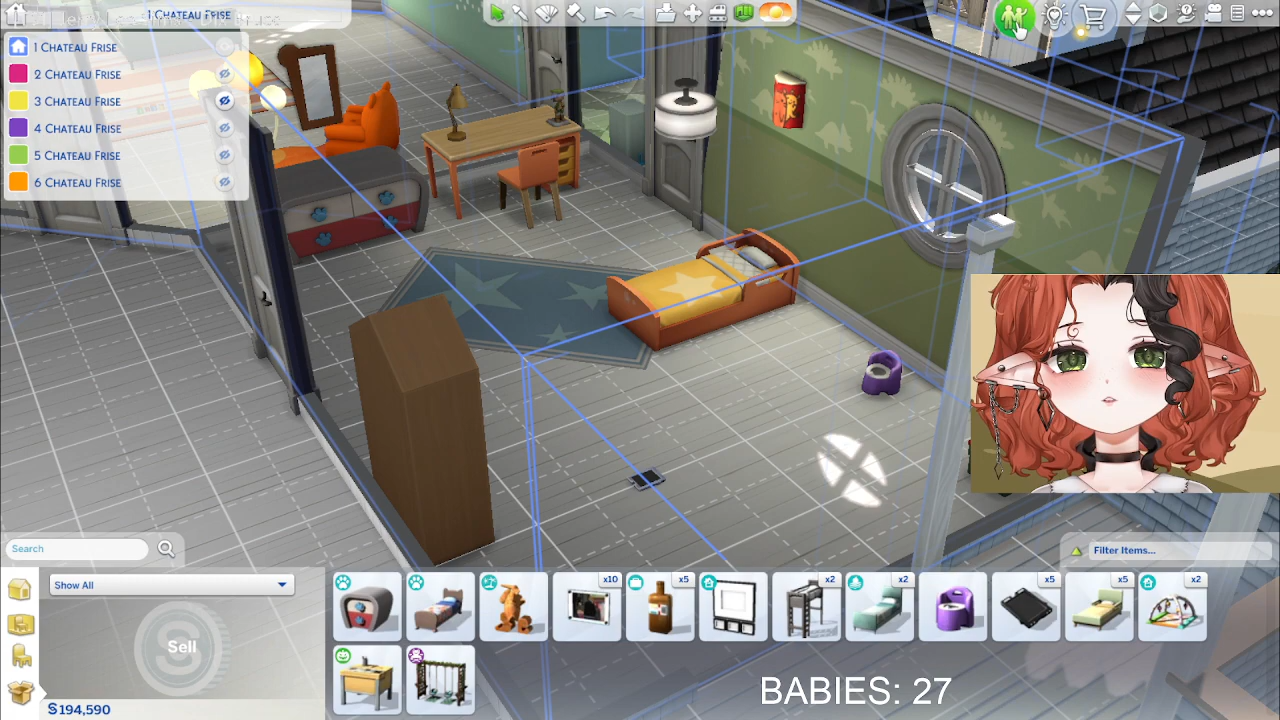 1 CHATEAU FRISE
1 CHATEAU FRISE
2 CHATEAU FRISE
3 CHATEAU FRISE
4 CHATEAU FRISE
5 CHATEAU FRISE
6 CHATEAU FRISE
Search
Filter Items...
Show All
Sell
§194,590
x10
x5
x2
x2
x5
x5
x2
BABIES: 27